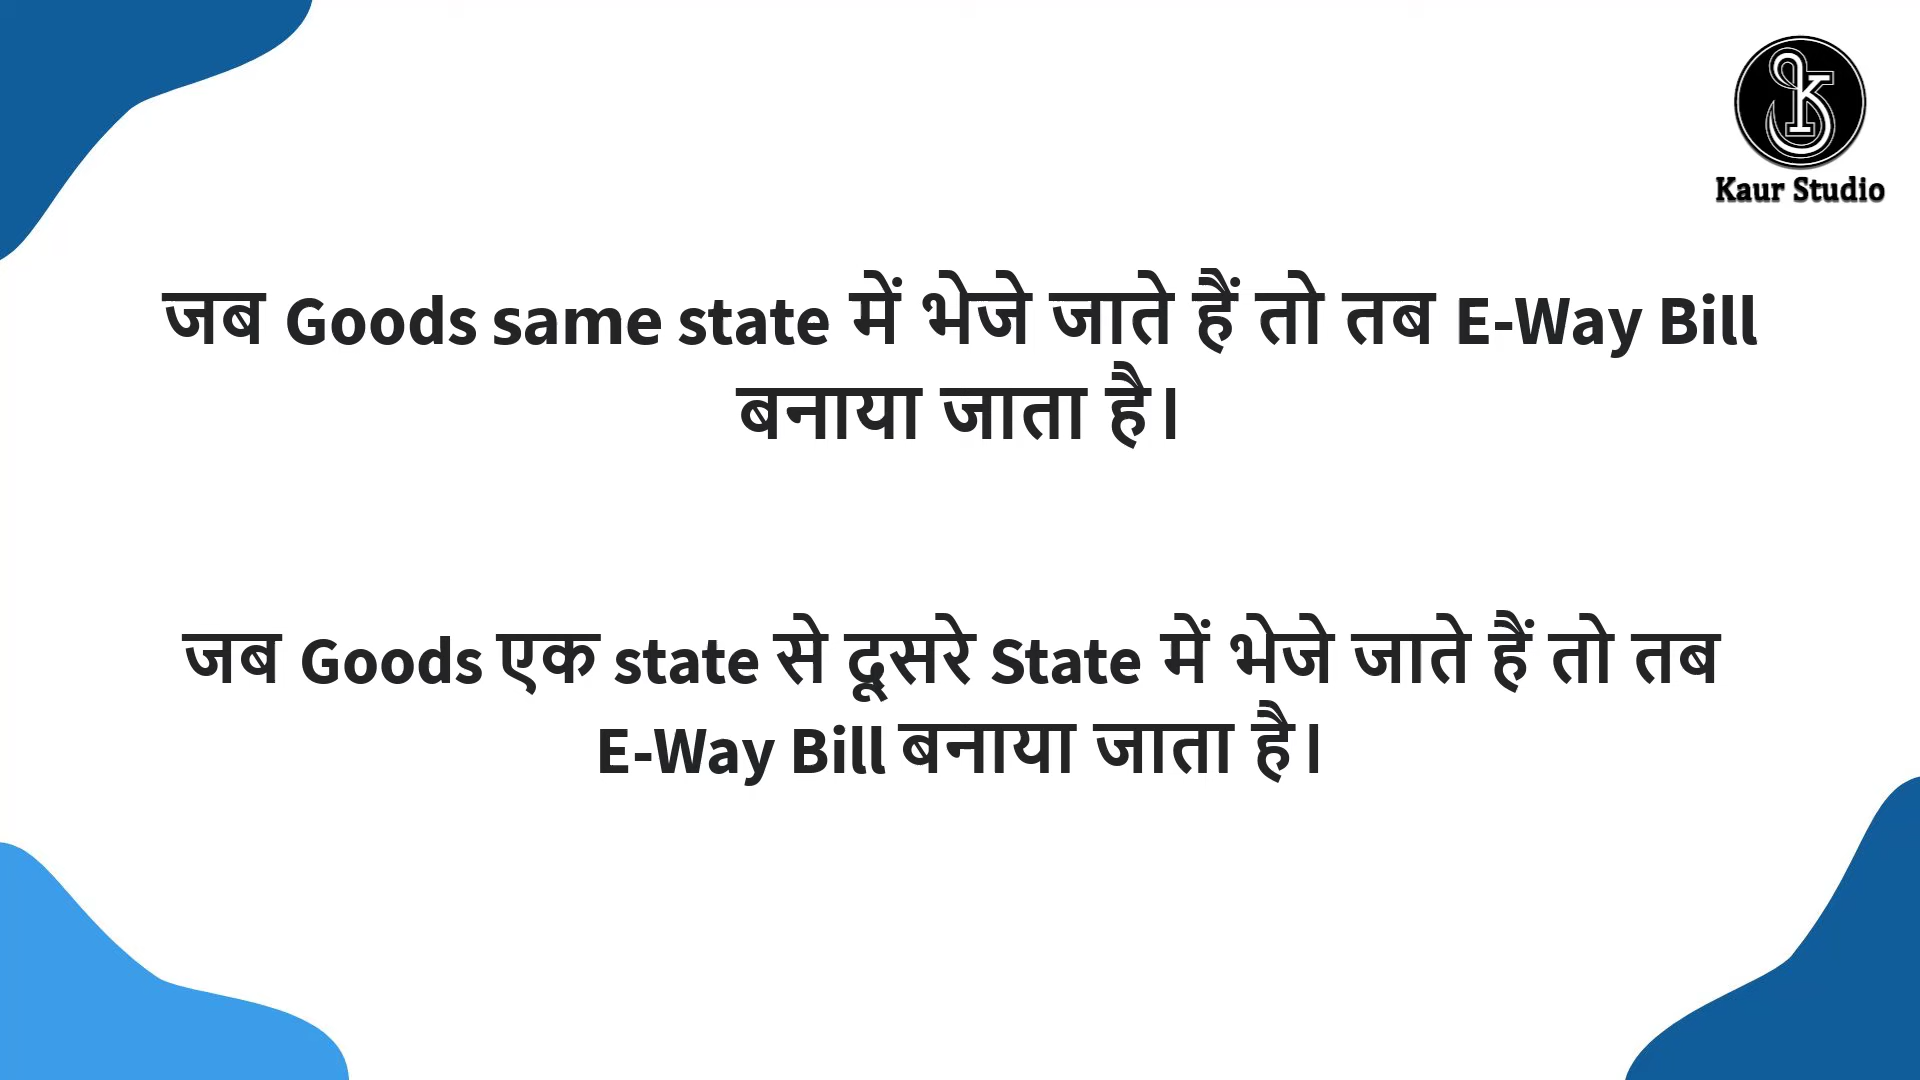 Kaur Studio
जब Goods same state में भेजे जाते हैं तो तब E-Way Bill
बनाया जाता है।
जब Goods एक state से दूसरे State में भेजे जाते हैं तो तब
E-Way Bill बनाया जाता है।